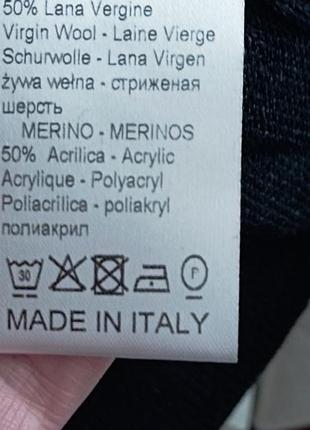 50% Lana Vergine
Virgin Wool - Laine Vierge
Schurwolle - Lana Virgen
żywa wełna - стриженая
шерсть
MERINO - MERINOS
50% Acrilica - Acrylic
Acrylique - Polyacryl
Poliacrilica - poliakryl
полиакрил
30 P
MADE IN ITALY